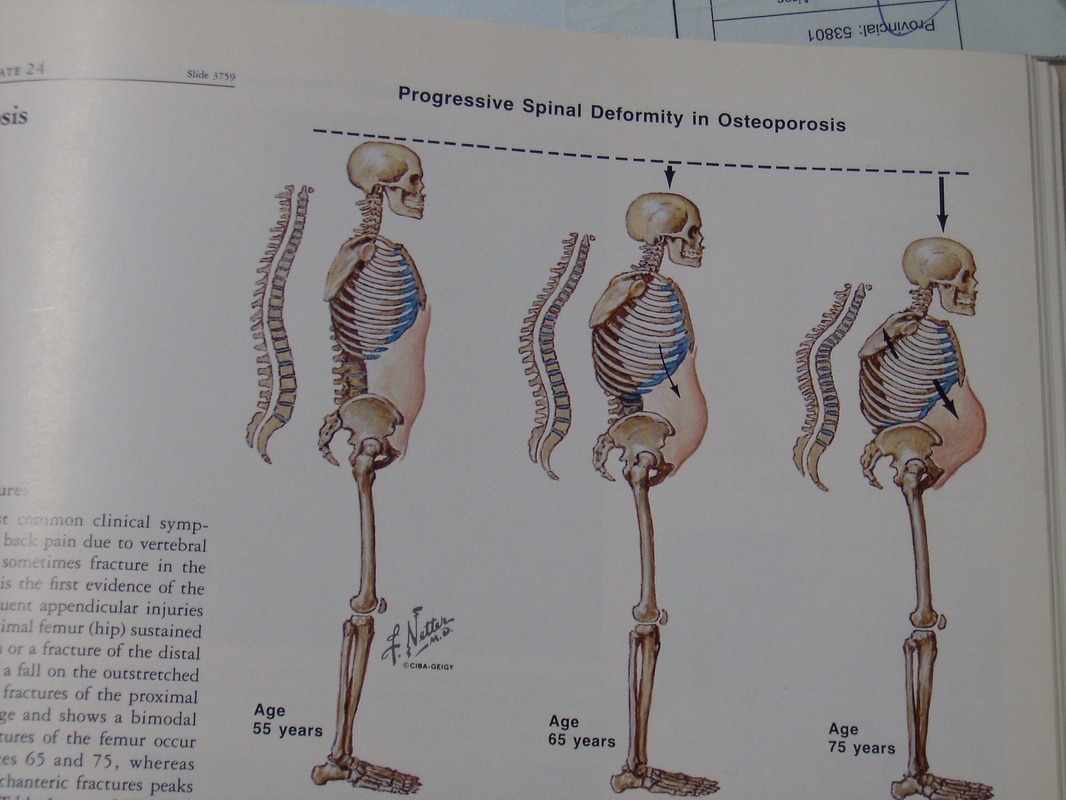 Provincial: 53801
ATE 24
Slide 3759
Progressive Spinal Deformity in Osteoporosis
sis
ures
st common clinical symp-
back pain due to vertebral
sometimes fracture in the
is the first evidence of the
uent appendicular injuries
imal femur (hip) sustained
or a fracture of the distal
a fall on the outstretched
fractures of the proximal
ge and shows a bimodal
tures of the femur occur
es 65 and 75, whereas
chanteric fractures peaks
F. Netter
M.D.
©CIBA-GEIGY
Age
55 years
Age
65 years
Age
75 years